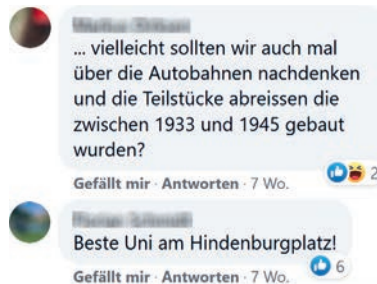 ... vielleicht sollten wir auch mal
über die Autobahnen nachdenken
und die Teilstücke abreissen die
zwischen 1933 und 1945 gebaut
wurden?
2
Gefällt mir · Antworten · 7 Wo.
Beste Uni am Hindenburgplatz!
6
Gefällt mir · Antworten · 7 Wo.